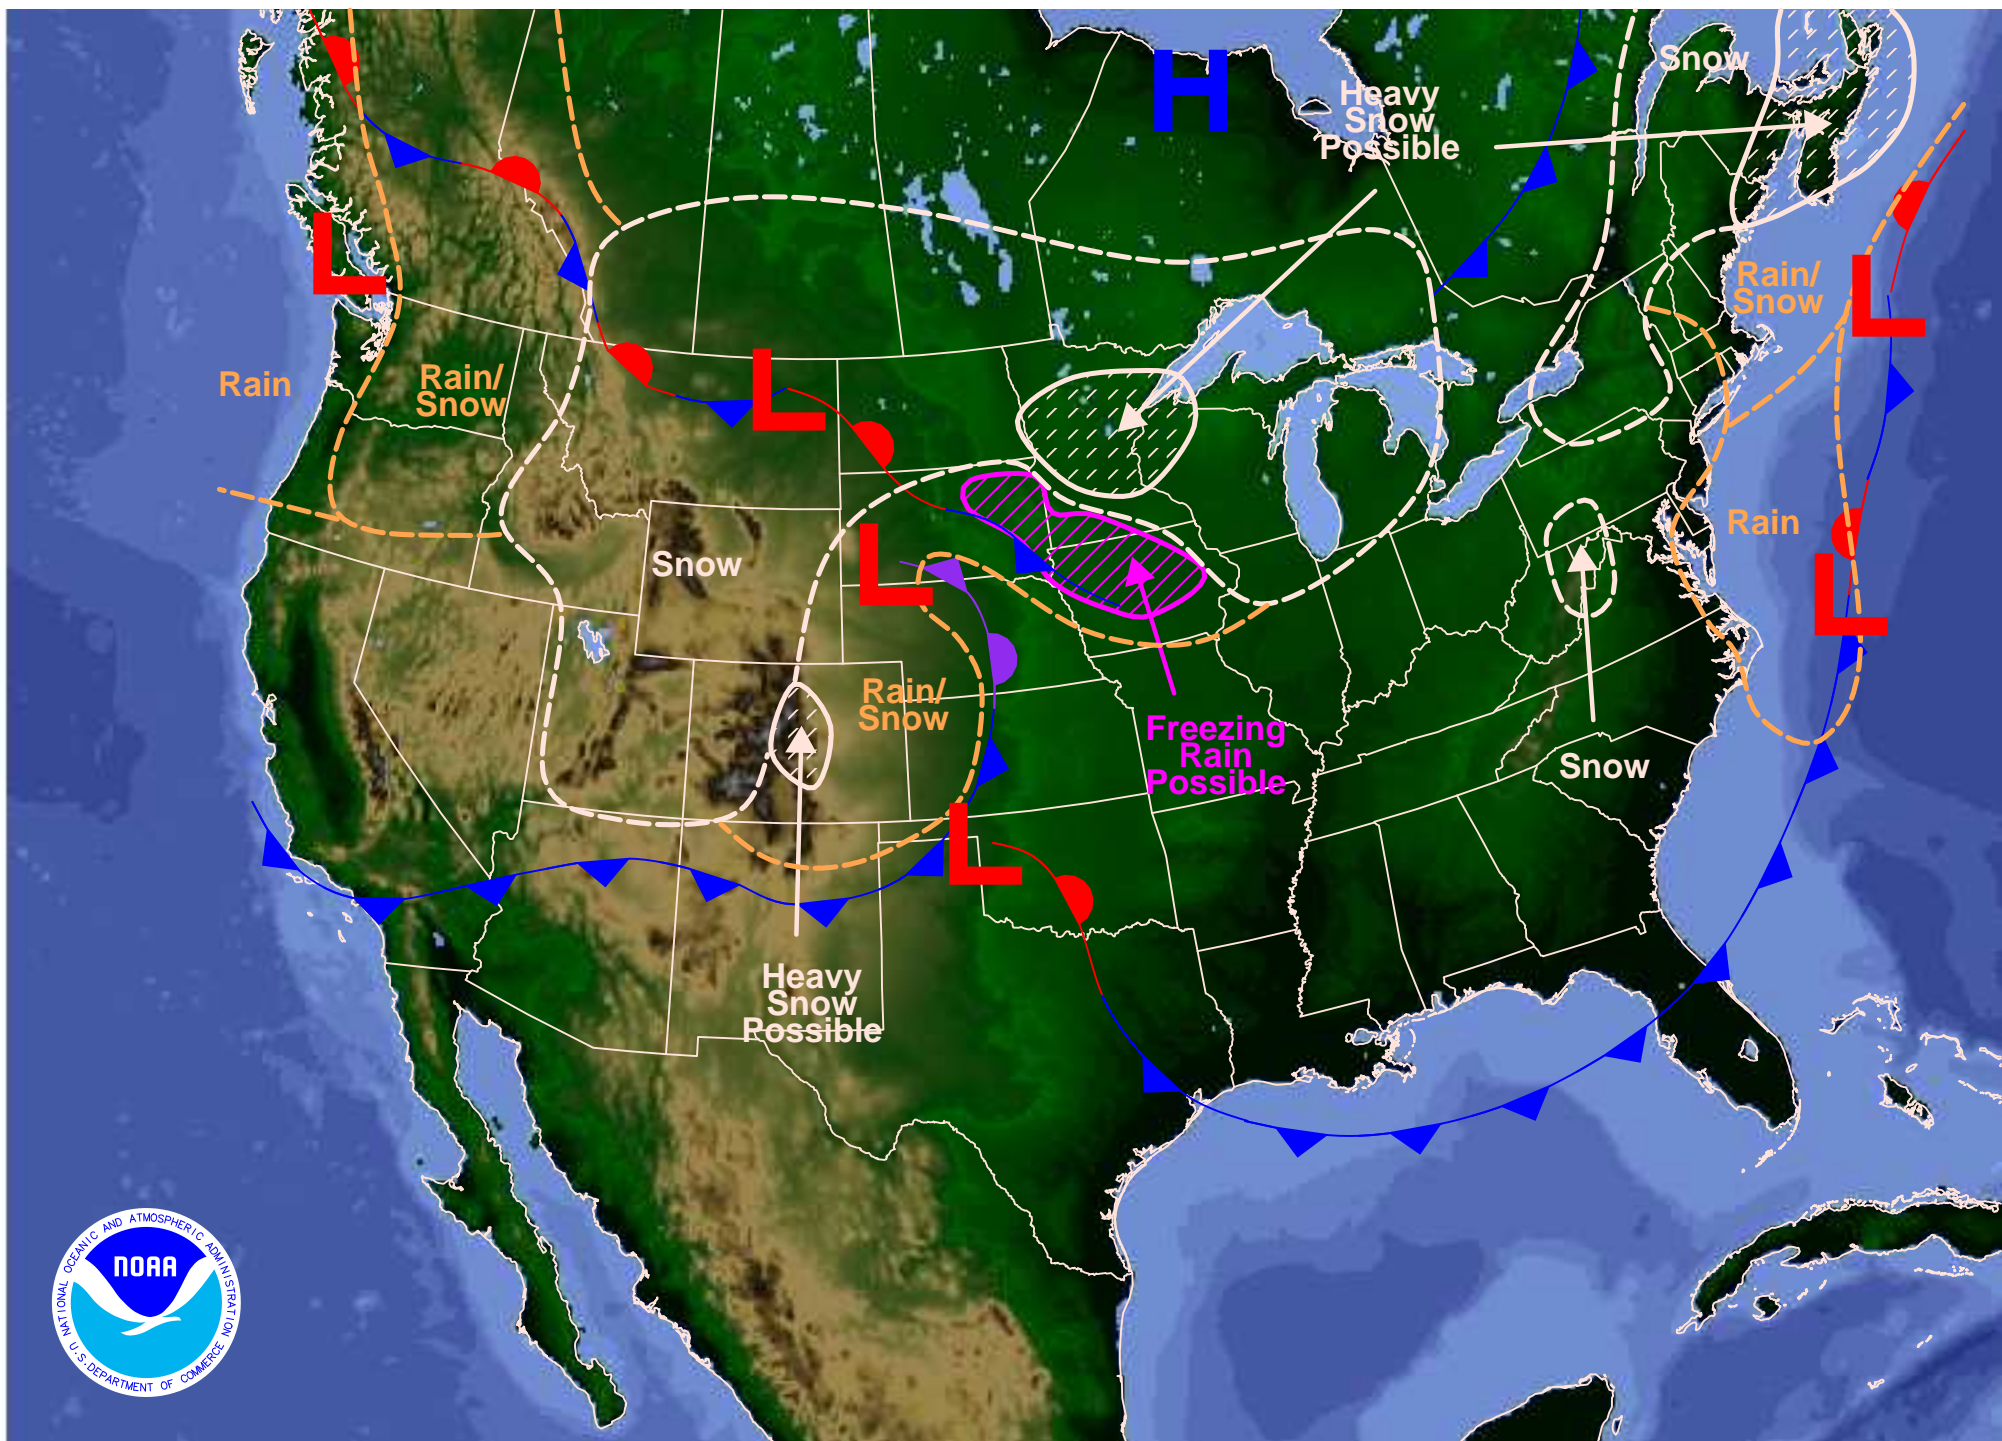 Snow
H
Heavy
Snow
Possible
L
Rain/
Snow
L
Rain
Rain/
Snow
L
Rain
L
Snow
L
Rain/
Snow
Freezing
Rain
Possible
Snow
L
Heavy
Snow
Possible
NATIONAL OCEANIC AND ATMOSPHERIC ADMINISTRATION
NOAA
U.S. DEPARTMENT OF COMMERCE